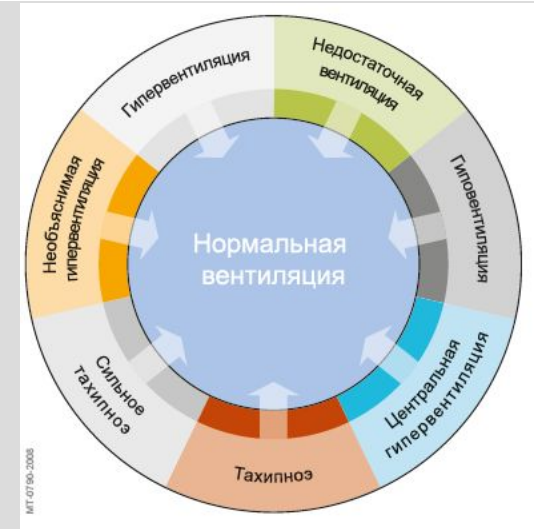 Гипервентиляция
Недостаточная
вентиляция
Гиповентиляция
Центральная
гипервентиляция
Тахипноэ
Сильное
тахипноэ
Необъяснимая
гипервентиляция
Нормальная
вентиляция
MT-0790-2008